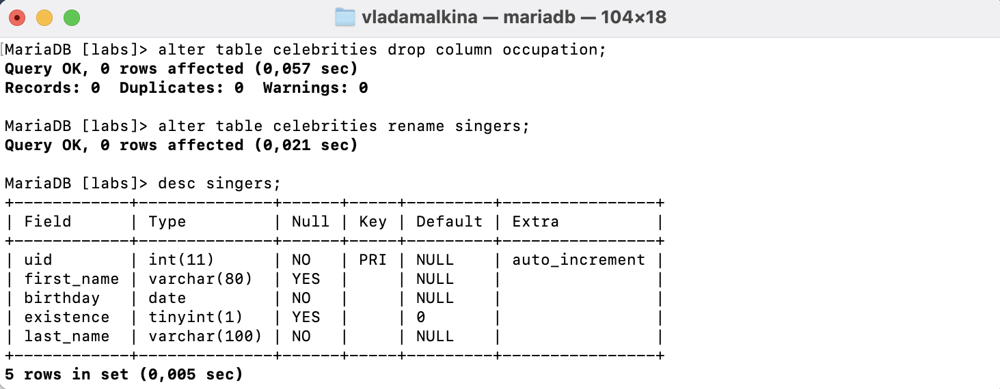 vladamalkina — mariadb — 104×18
MariaDB [labs]> alter table celebrities drop column occupation;
Query OK, 0 rows affected (0,057 sec)
Records: 0  Duplicates: 0  Warnings: 0
MariaDB [labs]> alter table celebrities rename singers;
Query OK, 0 rows affected (0,021 sec)
MariaDB [labs]> desc singers;
+------------+--------------+------+-----+---------+----------------+
| Field      | Type         | Null | Key | Default | Extra          |
+------------+--------------+------+-----+---------+----------------+
| uid        | int(11)      | NO   | PRI | NULL    | auto_increment |
| first_name | varchar(80)  | YES  |     | NULL    |                |
| birthday   | date         | NO   |     | NULL    |                |
| existence  | tinyint(1)   | YES  |     | 0       |                |
| last_name  | varchar(100) | NO   |     | NULL    |                |
+------------+--------------+------+-----+---------+----------------+
5 rows in set (0,005 sec)